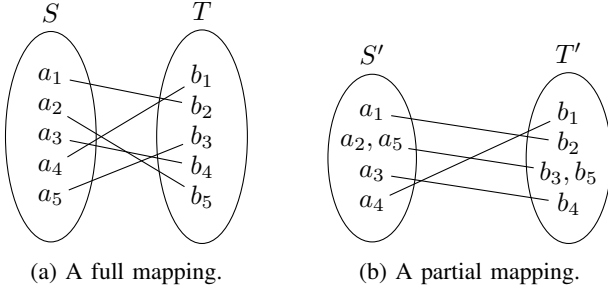 S T
a₁ b₁
a₂ b₂
a₃ b₃
a₄ b₄
a₅ b₅
(a) A full mapping.
S′ T′
a₁ b₁
a₂, a₅ b₂
a₃ b₃, b₅
a₄ b₄
(b) A partial mapping.